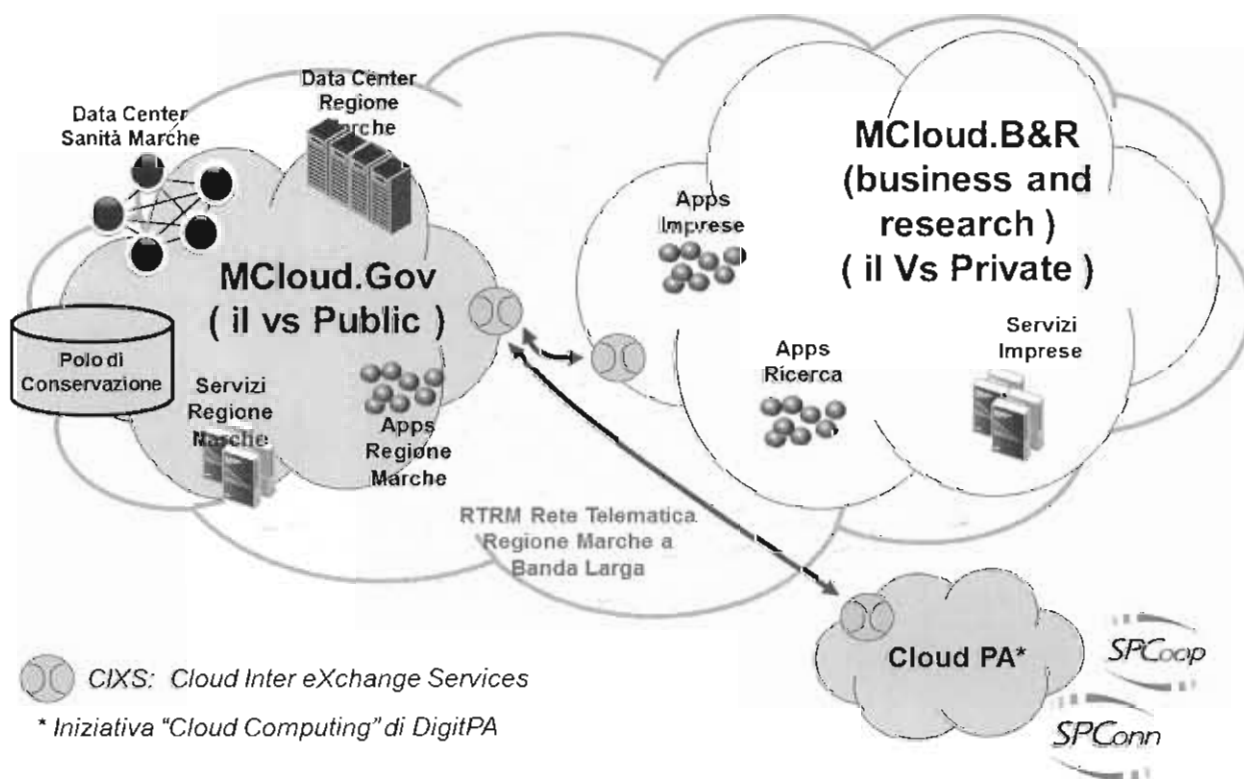 Data Center
Sanità Marche
Data Center
Regione
Marche
MCloud.Gov
( il vs Public )
Polo di
Conservazione
Servizi
Regione
Marche
Apps
Regione
Marche
MCloud.B&R
(business and
research )
( il Vs Private )
Apps
Imprese
Apps
Ricerca
Servizi
Imprese
RTRM Rete Telematica
Regione Marche a
Banda Larga
Cloud PA*
SPCoop
SPConn
CIXS: Cloud Inter eXchange Services
* Iniziativa "Cloud Computing" di DigitPA